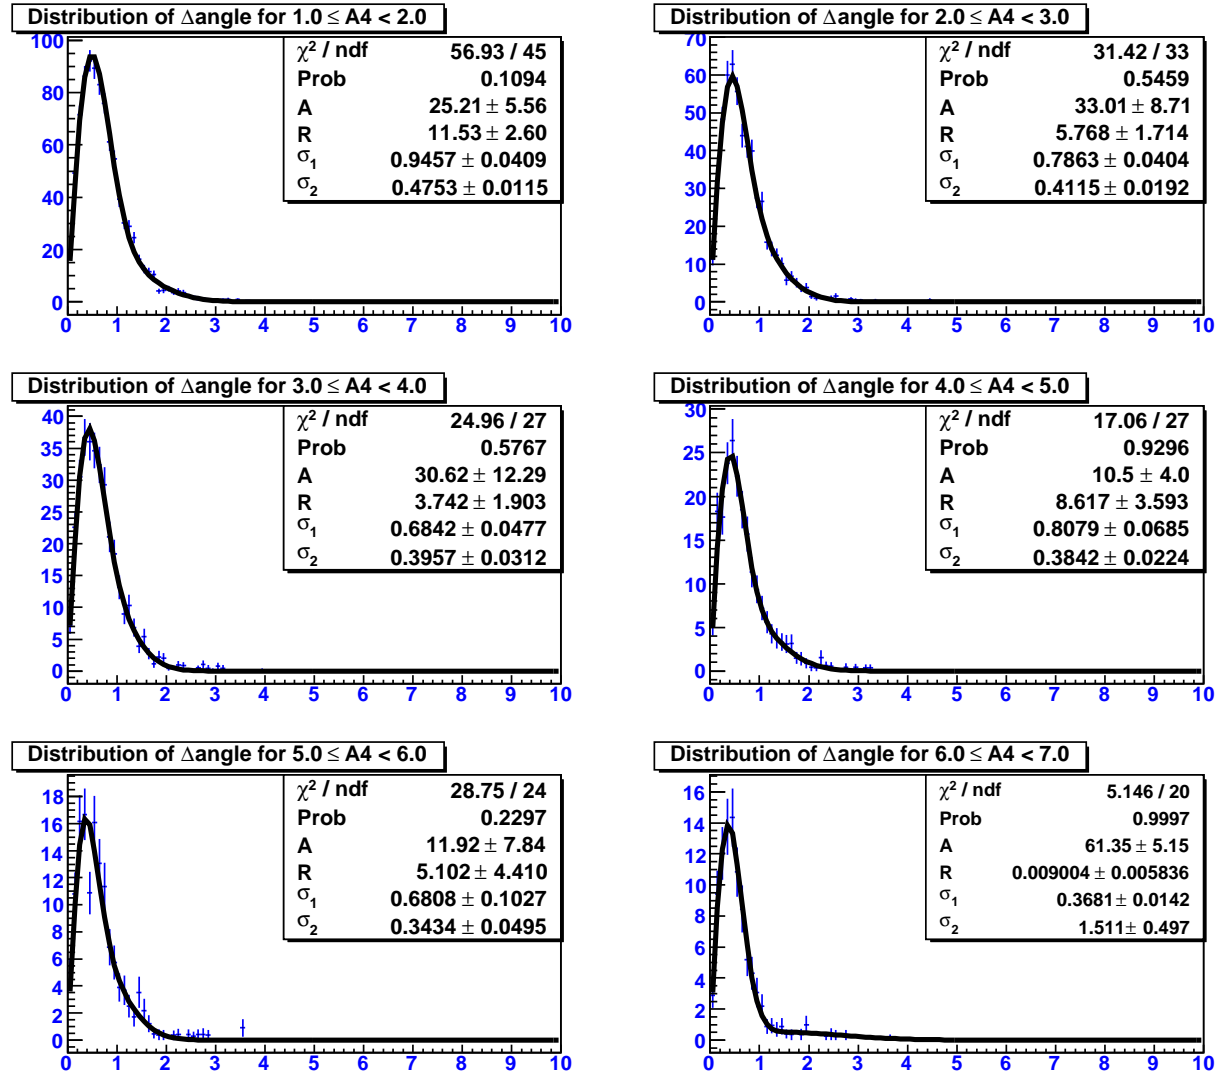 Distribution of Δangle for 1.0 ≤ A4 < 2.0
χ² / ndf 56.93 / 45
Prob 0.1094
A 25.21 ± 5.56
R 11.53 ± 2.60
σ₁ 0.9457 ± 0.0409
σ₂ 0.4753 ± 0.0115
100
80
60
40
20
0
0 1 2 3 4 5 6 7 8 9 10
Distribution of Δangle for 2.0 ≤ A4 < 3.0
χ² / ndf 31.42 / 33
Prob 0.5459
A 33.01 ± 8.71
R 5.768 ± 1.714
σ₁ 0.7863 ± 0.0404
σ₂ 0.4115 ± 0.0192
70
60
50
40
30
20
10
0
0 1 2 3 4 5 6 7 8 9 10
Distribution of Δangle for 3.0 ≤ A4 < 4.0
χ² / ndf 24.96 / 27
Prob 0.5767
A 30.62 ± 12.29
R 3.742 ± 1.903
σ₁ 0.6842 ± 0.0477
σ₂ 0.3957 ± 0.0312
40
35
30
25
20
15
10
5
0
0 1 2 3 4 5 6 7 8 9 10
Distribution of Δangle for 4.0 ≤ A4 < 5.0
χ² / ndf 17.06 / 27
Prob 0.9296
A 10.5 ± 4.0
R 8.617 ± 3.593
σ₁ 0.8079 ± 0.0685
σ₂ 0.3842 ± 0.0224
30
25
20
15
10
5
0
0 1 2 3 4 5 6 7 8 9 10
Distribution of Δangle for 5.0 ≤ A4 < 6.0
χ² / ndf 28.75 / 24
Prob 0.2297
A 11.92 ± 7.84
R 5.102 ± 4.410
σ₁ 0.6808 ± 0.1027
σ₂ 0.3434 ± 0.0495
18
16
14
12
10
8
6
4
2
0
0 1 2 3 4 5 6 7 8 9 10
Distribution of Δangle for 6.0 ≤ A4 < 7.0
χ² / ndf 5.146 / 20
Prob 0.9997
A 61.35 ± 5.15
R 0.009004 ± 0.005836
σ₁ 0.3681 ± 0.0142
σ₂ 1.511 ± 0.497
16
14
12
10
8
6
4
2
0
0 1 2 3 4 5 6 7 8 9 10